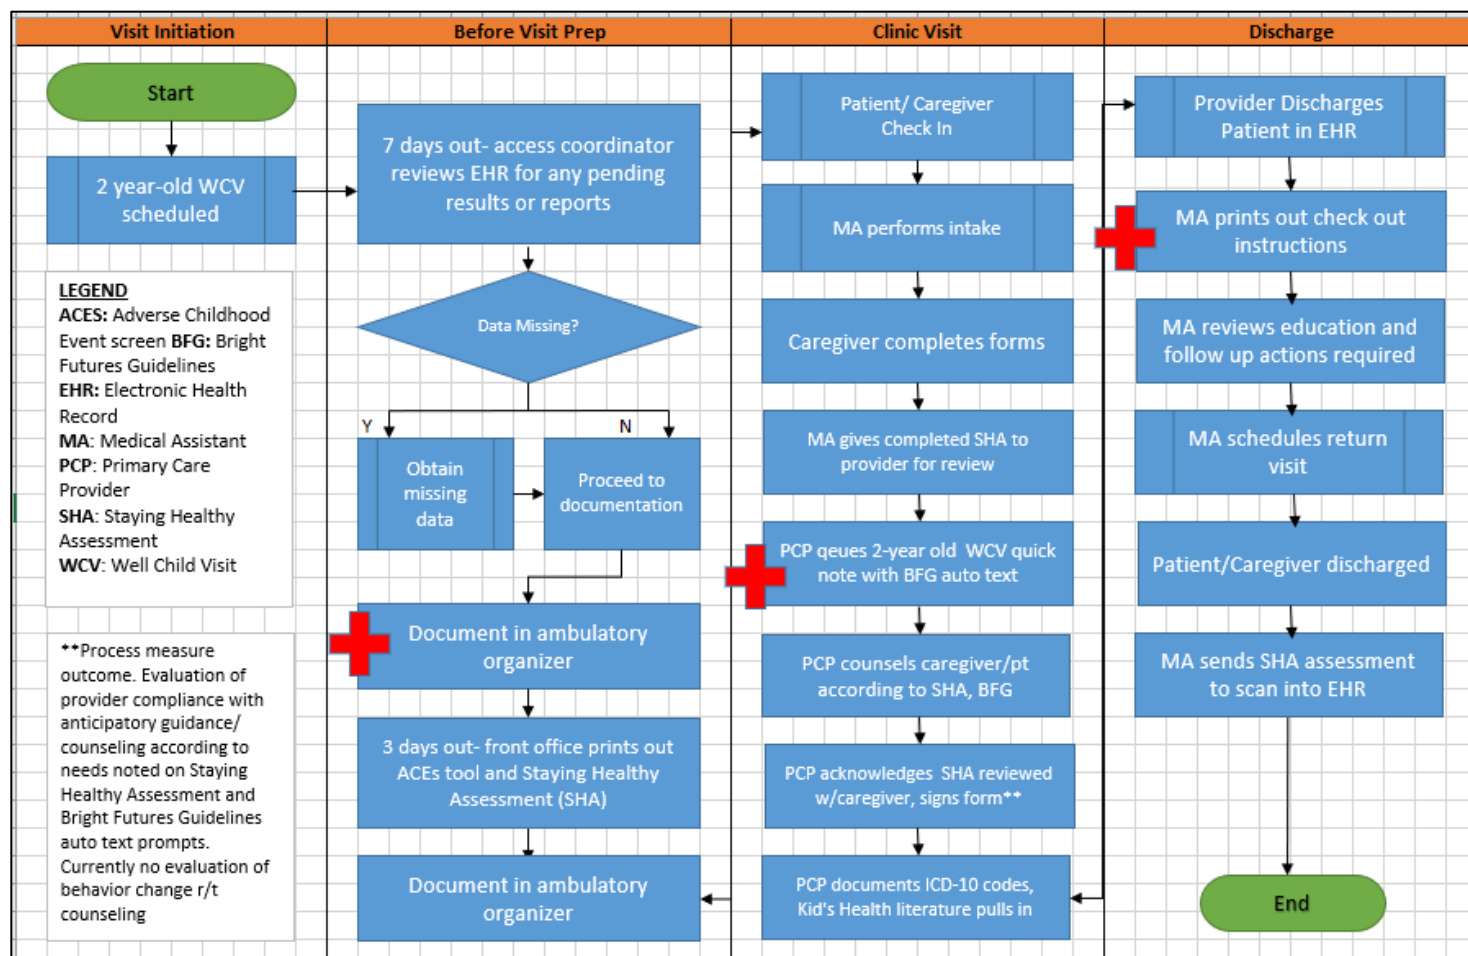 Visit Initiation
Before Visit Prep
Clinic Visit
Discharge
Start
2 year-old WCV
scheduled
LEGEND
ACES: Adverse Childhood
Event screen BFG: Bright
Futures Guidelines
EHR: Electronic Health
Record
MA: Medical Assistant
PCP: Primary Care
Provider
SHA: Staying Healthy
Assessment
WCV: Well Child Visit
**Process measure
outcome. Evaluation of
provider compliance with
anticipatory guidance/
counseling according to
needs noted on Staying
Healthy Assessment and
Bright Futures Guidelines
auto text prompts.
Currently no evaluation of
behavior change r/t
counseling
7 days out- access coordinator
reviews EHR for any pending
results or reports
Data Missing?
Y
N
Obtain
missing
data
Proceed to
documentation
Document in ambulatory
organizer
3 days out- front office prints out
ACEs tool and Staying Healthy
Assessment (SHA)
Document in ambulatory
organizer
Patient/ Caregiver
Check In
MA performs intake
Caregiver completes forms
MA gives completed SHA to
provider for review
PCP qeues 2-year old WCV quick
note with BFG auto text
PCP counsels caregiver/pt
according to SHA, BFG
PCP acknowledges SHA reviewed
w/caregiver, signs form**
PCP documents ICD-10 codes,
Kid's Health literature pulls in
Provider Discharges
Patient in EHR
MA prints out check out
instructions
MA reviews education and
follow up actions required
MA schedules return
visit
Patient/Caregiver discharged
MA sends SHA assessment
to scan into EHR
End